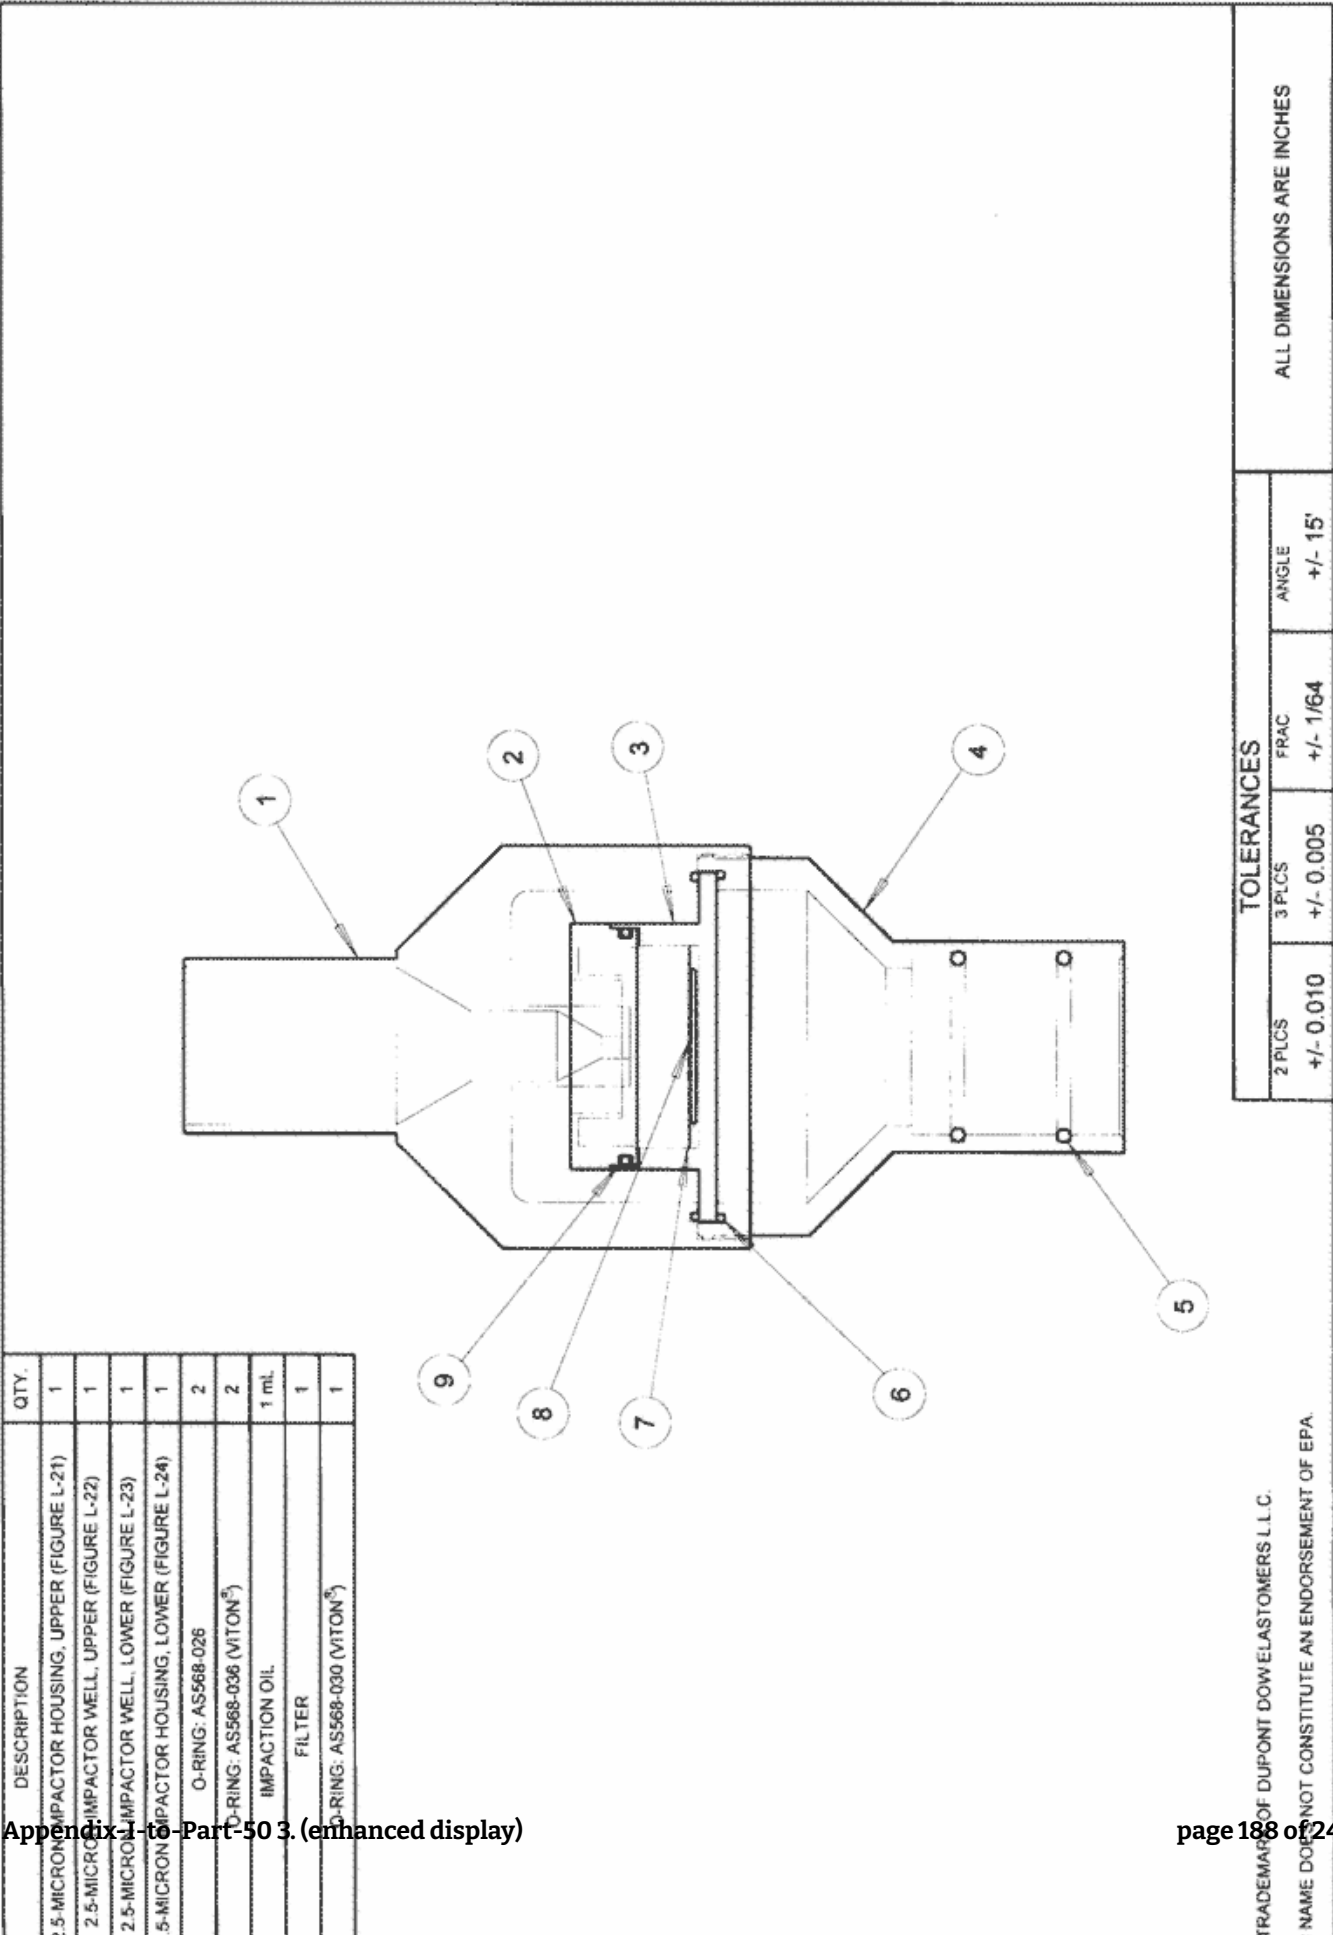 DESCRIPTION QTY.
2.5-MICRON IMPACTOR HOUSING, UPPER (FIGURE L-21) 1
2.5-MICRON IMPACTOR WELL, UPPER (FIGURE L-22) 1
2.5-MICRON IMPACTOR WELL, LOWER (FIGURE L-23) 1
.5-MICRON IMPACTOR HOUSING, LOWER (FIGURE L-24) 1
O-RING: AS568-026 2
O-RING: AS568-036 (VITON®) 2
IMPACTION OIL 1 ml.
FILTER 1
O-RING: AS568-030 (VITON®) 1
1
2
3
4
5
6
7
8
9
TRADEMARK OF DUPONT DOW ELASTOMERS L.L.C.
NAME DOES NOT CONSTITUTE AN ENDORSEMENT OF EPA.
TOLERANCES
2 PLCS 3 PLCS FRAC. ANGLE
+/- 0.010 +/- 0.005 +/- 1/64 +/- 15'
ALL DIMENSIONS ARE INCHES
Appendix-I-to-Part-50 3. (enhanced display)
page 188 of 24